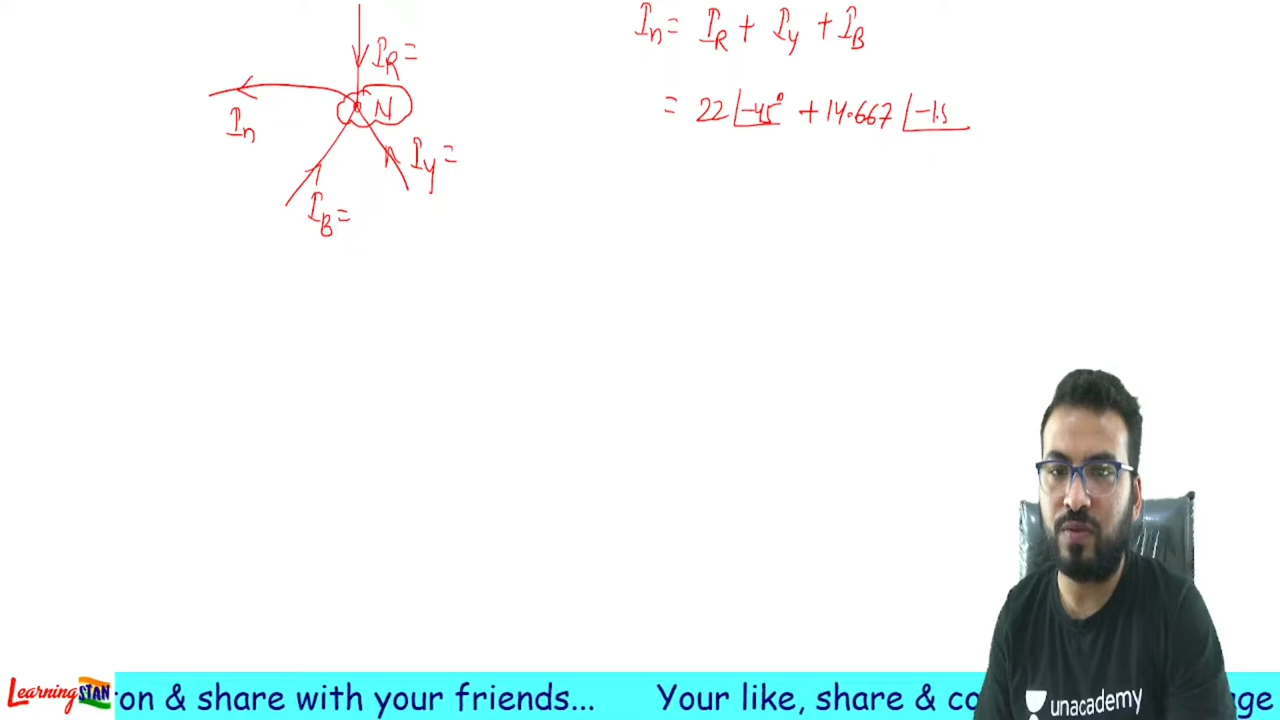 I_R=
I_n
N
I_y=
I_B=
I_n = I_R + I_y + I_B
= 22∠-45° + 14.667∠-15
LearningSTAN
on & share with your friends... Your like, share & co
ge
unacademy